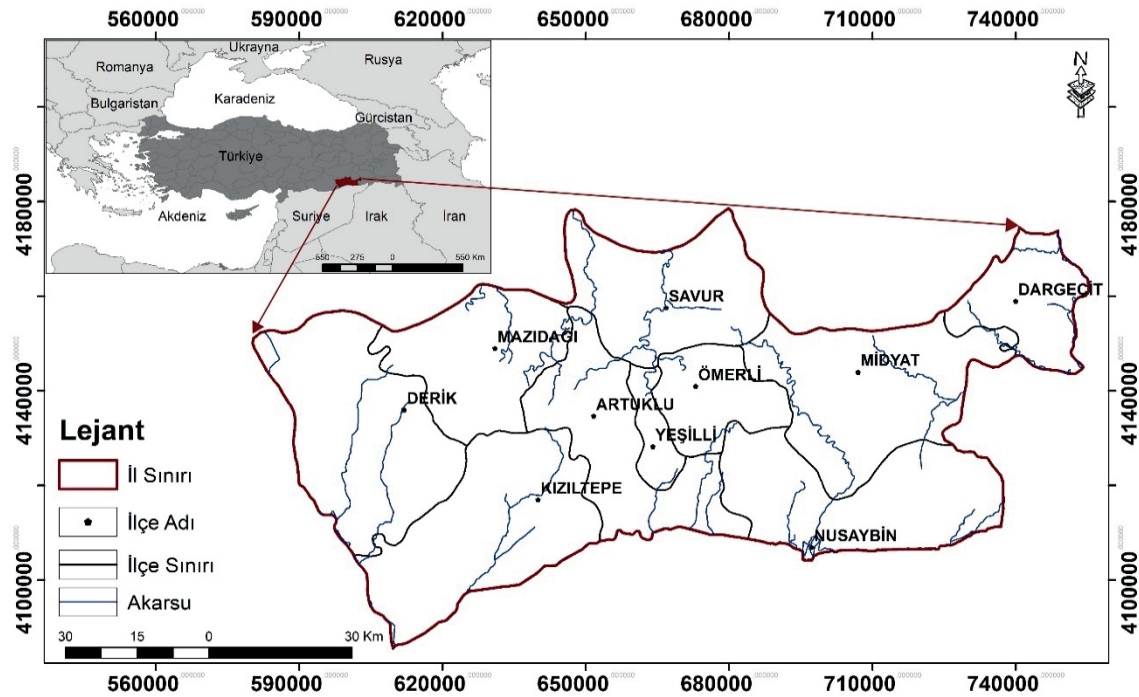 560000 590000 620000 650000 680000 710000 740000
Ukrayna
Romanya
Rusya
Bulgaristan
Karadeniz
Gürcistan
Türkiye
Akdeniz
Suriye
Irak
İran
550 275 0 550 Km
N
4180000
4180000
DARGEÇİT
SAVUR
MAZIDAĞI
MİDYAT
ÖMERLİ
4140000
4140000
DERİK
ARTUKLU
YEŞİLLİ
KIZILTEPE
NUSAYBİN
Lejant
İl Sınırı
İlçe Adı
İlçe Sınırı
Akarsu
4100000
4100000
30 15 0 30 Km
560000 590000 620000 650000 680000 710000 740000